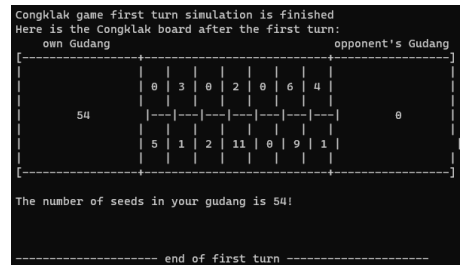 Congklak game first turn simulation is finished
Here is the Congklak board after the first turn:
own Gudang opponent's Gudang
[-----------------+---------------------------+-----------------]
| | | | | | | | | |
| | 0 | 3 | 0 | 2 | 0 | 6 | 4 | |
| | | | | | | | | |
| 54 |---|---|---|---|---|---|---| 0 |
| | | | | | | | | |
| | 5 | 1 | 2 | 11 | 0 | 9 | 1 | |
| | | | | | | | | |
[-----------------+---------------------------+-----------------]
The number of seeds in your gudang is 54!
--------------------- end of first turn ---------------------